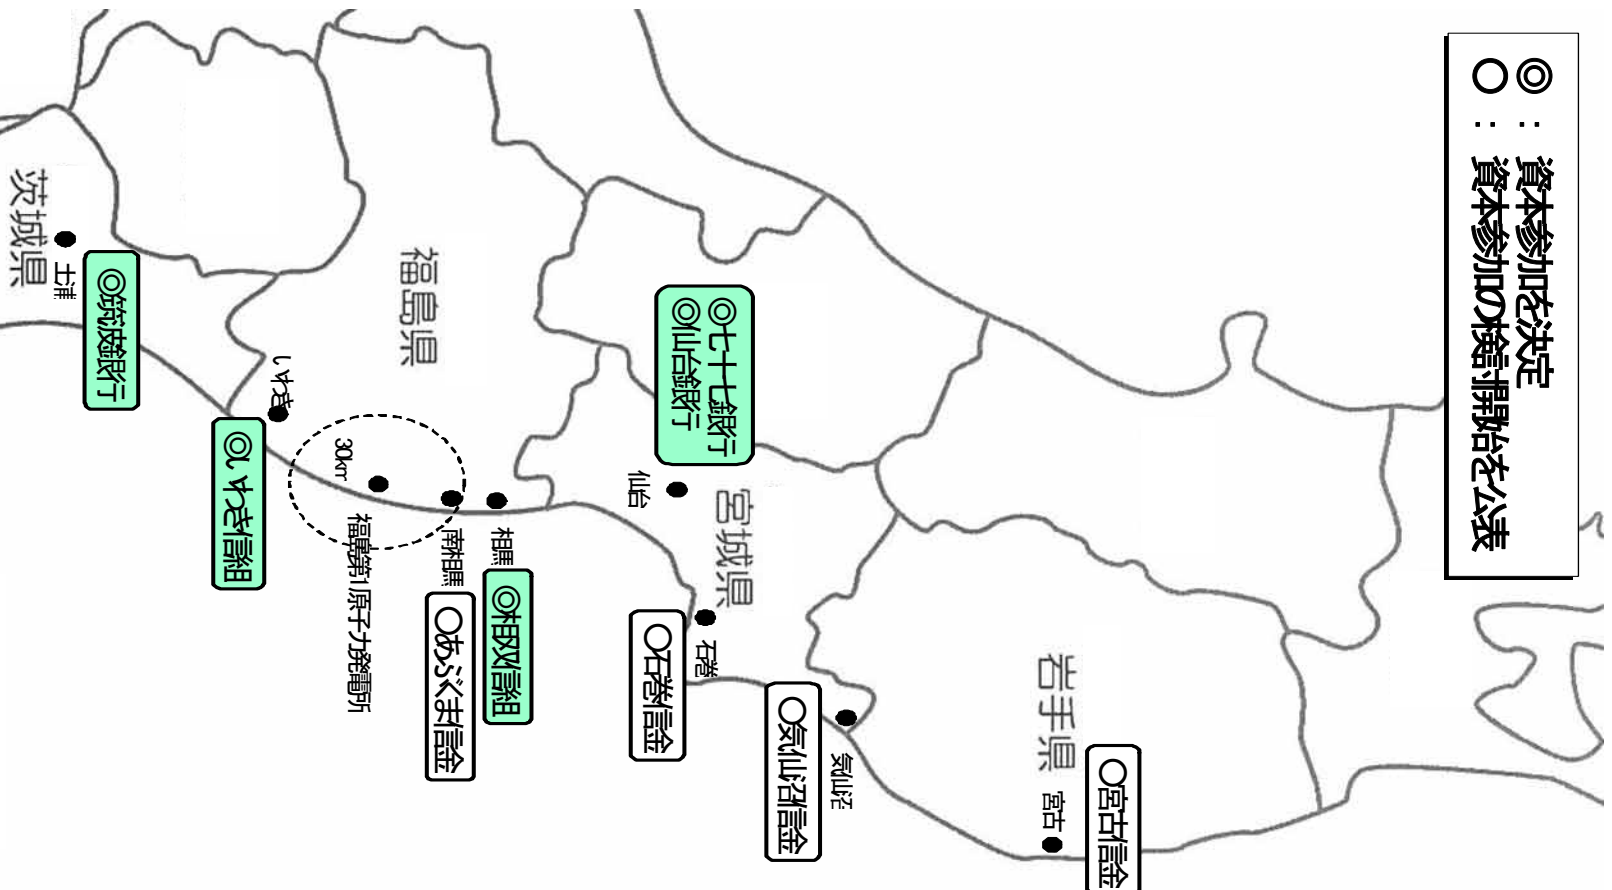 ◎： 資本参加を決定
○： 資本参加の検討開始を公表
○宮古信金
宮古
岩手県
気仙沼
○気仙沼信金
◎七十七銀行
◎仙台銀行
宮城県
仙台
石巻
○石巻信金
相馬
◎相双信組
南相馬
○あぶくま信金
福島県
30km
福島第1原子力発電所
いわき
◎いわき信組
◎筑波銀行
土浦
茨城県